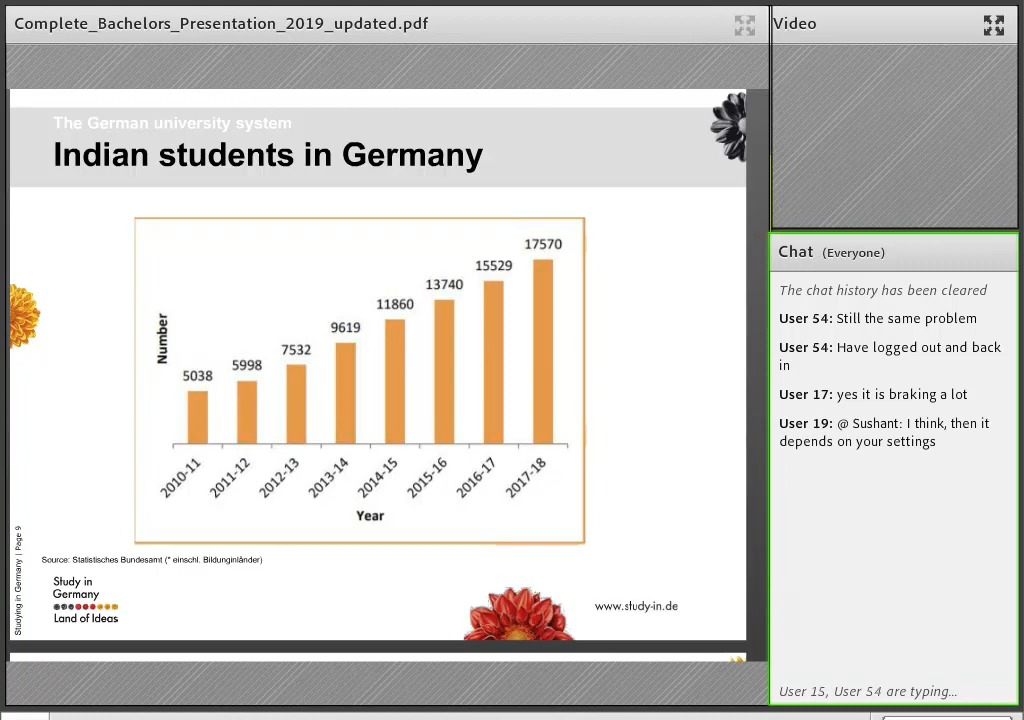 Complete_Bachelors_Presentation_2019_updated.pdf
Video
The German university system
Indian students in Germany
Number
5038
5998
7532
9619
11860
13740
15529
17570
2010-11
2011-12
2012-13
2013-14
2014-15
2015-16
2016-17
2017-18
Year
Source: Statistisches Bundesamt (* einschl. Bildunginländer)
Studying in Germany | Page 9
Study in
Germany
Land of Ideas
www.study-in.de
Chat (Everyone)
The chat history has been cleared
User 54: Still the same problem
User 54: Have logged out and back
in
User 17: yes it is braking a lot
User 19: @ Sushant: I think, then it
depends on your settings
User 15, User 54 are typing...